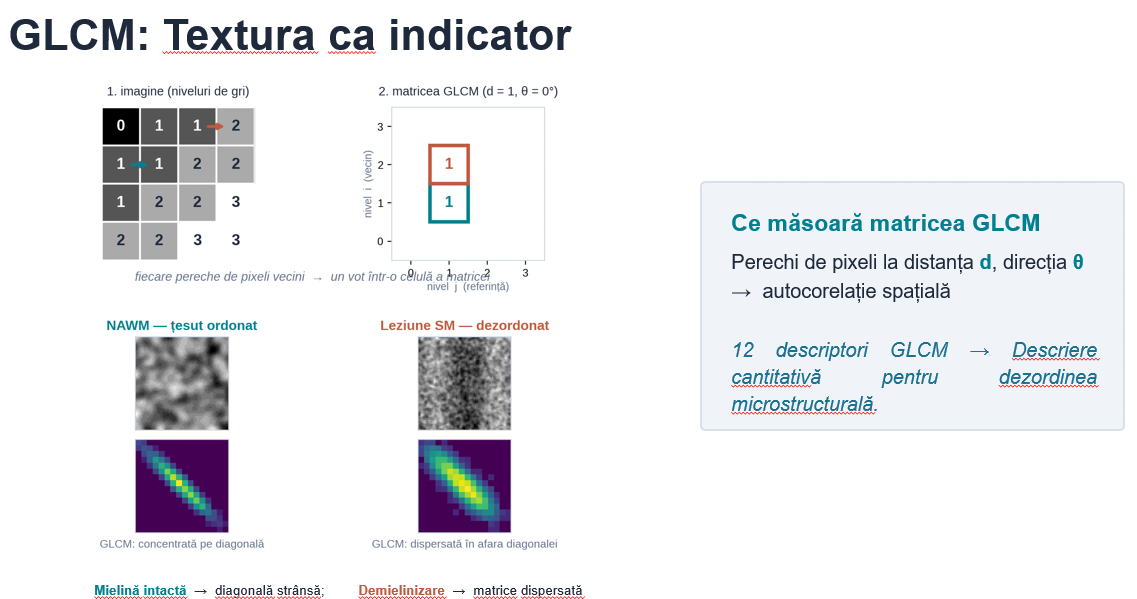 GLCM: Textura ca indicator
1. imagine (niveluri de gri)
0 1 1 2
1 1 2 2
1 2 2 3
2 2 3 3
2. matricea GLCM (d = 1, θ = 0°)
nivel i (vecin)
3
2
1
0
1
1
0 1 2 3
nivel j (referință)
fiecare pereche de pixeli vecini → un vot într-o celulă a matricei
NAWM — țesut ordonat
Leziune SM — dezordonat
GLCM: concentrată pe diagonală
GLCM: dispersată în afara diagonalei
Mielină intactă → diagonală strânsă;
Demielinizare → matrice dispersată
Ce măsoară matricea GLCM
Perechi de pixeli la distanța d, direcția θ
→ autocorelație spațială
12 descriptori GLCM → Descriere
cantitativă pentru dezordinea
microstructurală.